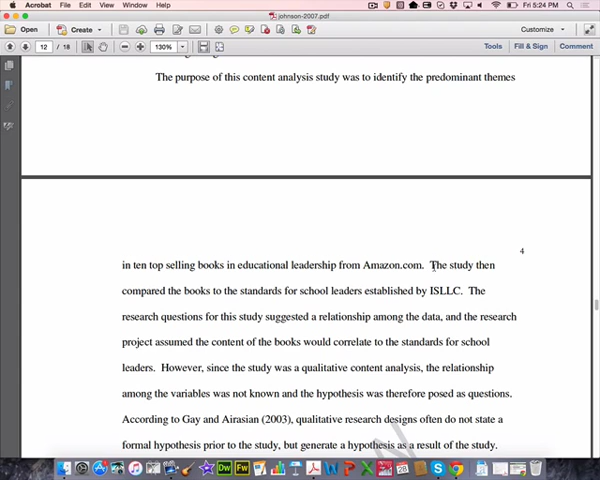 Acrobat File Edit View Window Help Fri 5:24 PM
johnson-2007.pdf
Open Create Customize
12 / 18 130% Tools Fill & Sign Comment
The purpose of this content analysis study was to identify the predominant themes
4
in ten top selling books in educational leadership from Amazon.com. The study then
compared the books to the standards for school leaders established by ISLLC. The
research questions for this study suggested a relationship among the data, and the research
project assumed the content of the books would correlate to the standards for school
leaders. However, since the study was a qualitative content analysis, the relationship
among the variables was not known and the hypothesis was therefore posed as questions.
According to Gay and Airasian (2003), qualitative research designs often do not state a
formal hypothesis prior to the study, but generate a hypothesis as a result of the study.